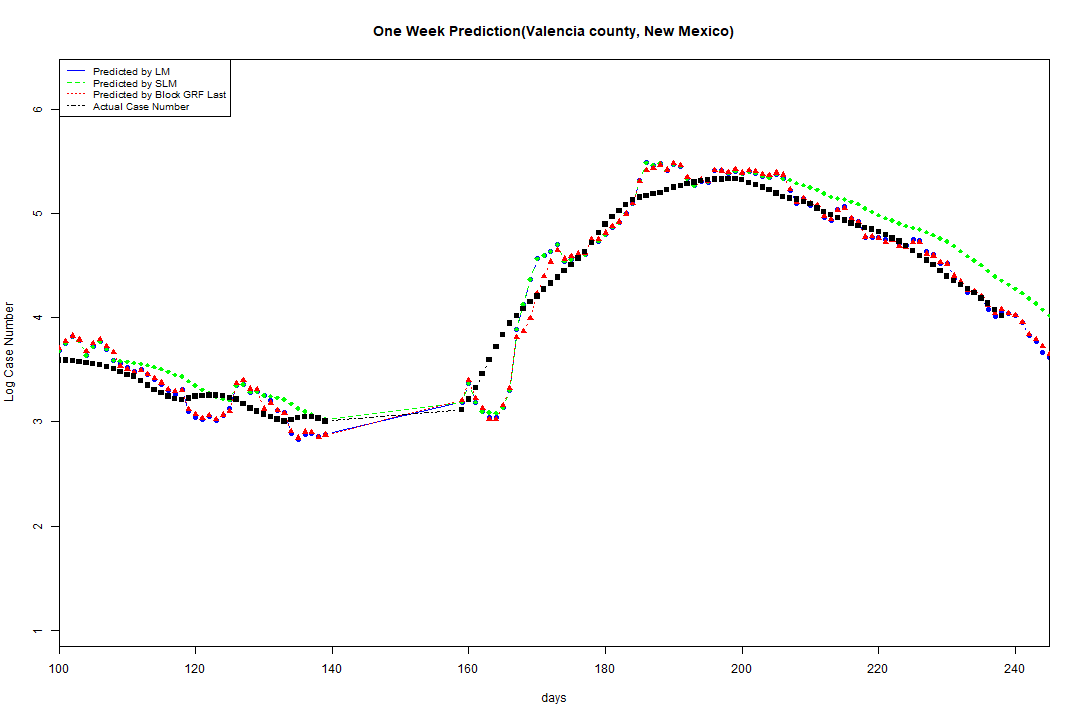 One Week Prediction(Valencia county, New Mexico)
Predicted by LM
Predicted by SLM
Predicted by Block GRF Last
Actual Case Number
Log Case Number
6
5
4
3
2
1
100 120 140 160 180 200 220 240
days